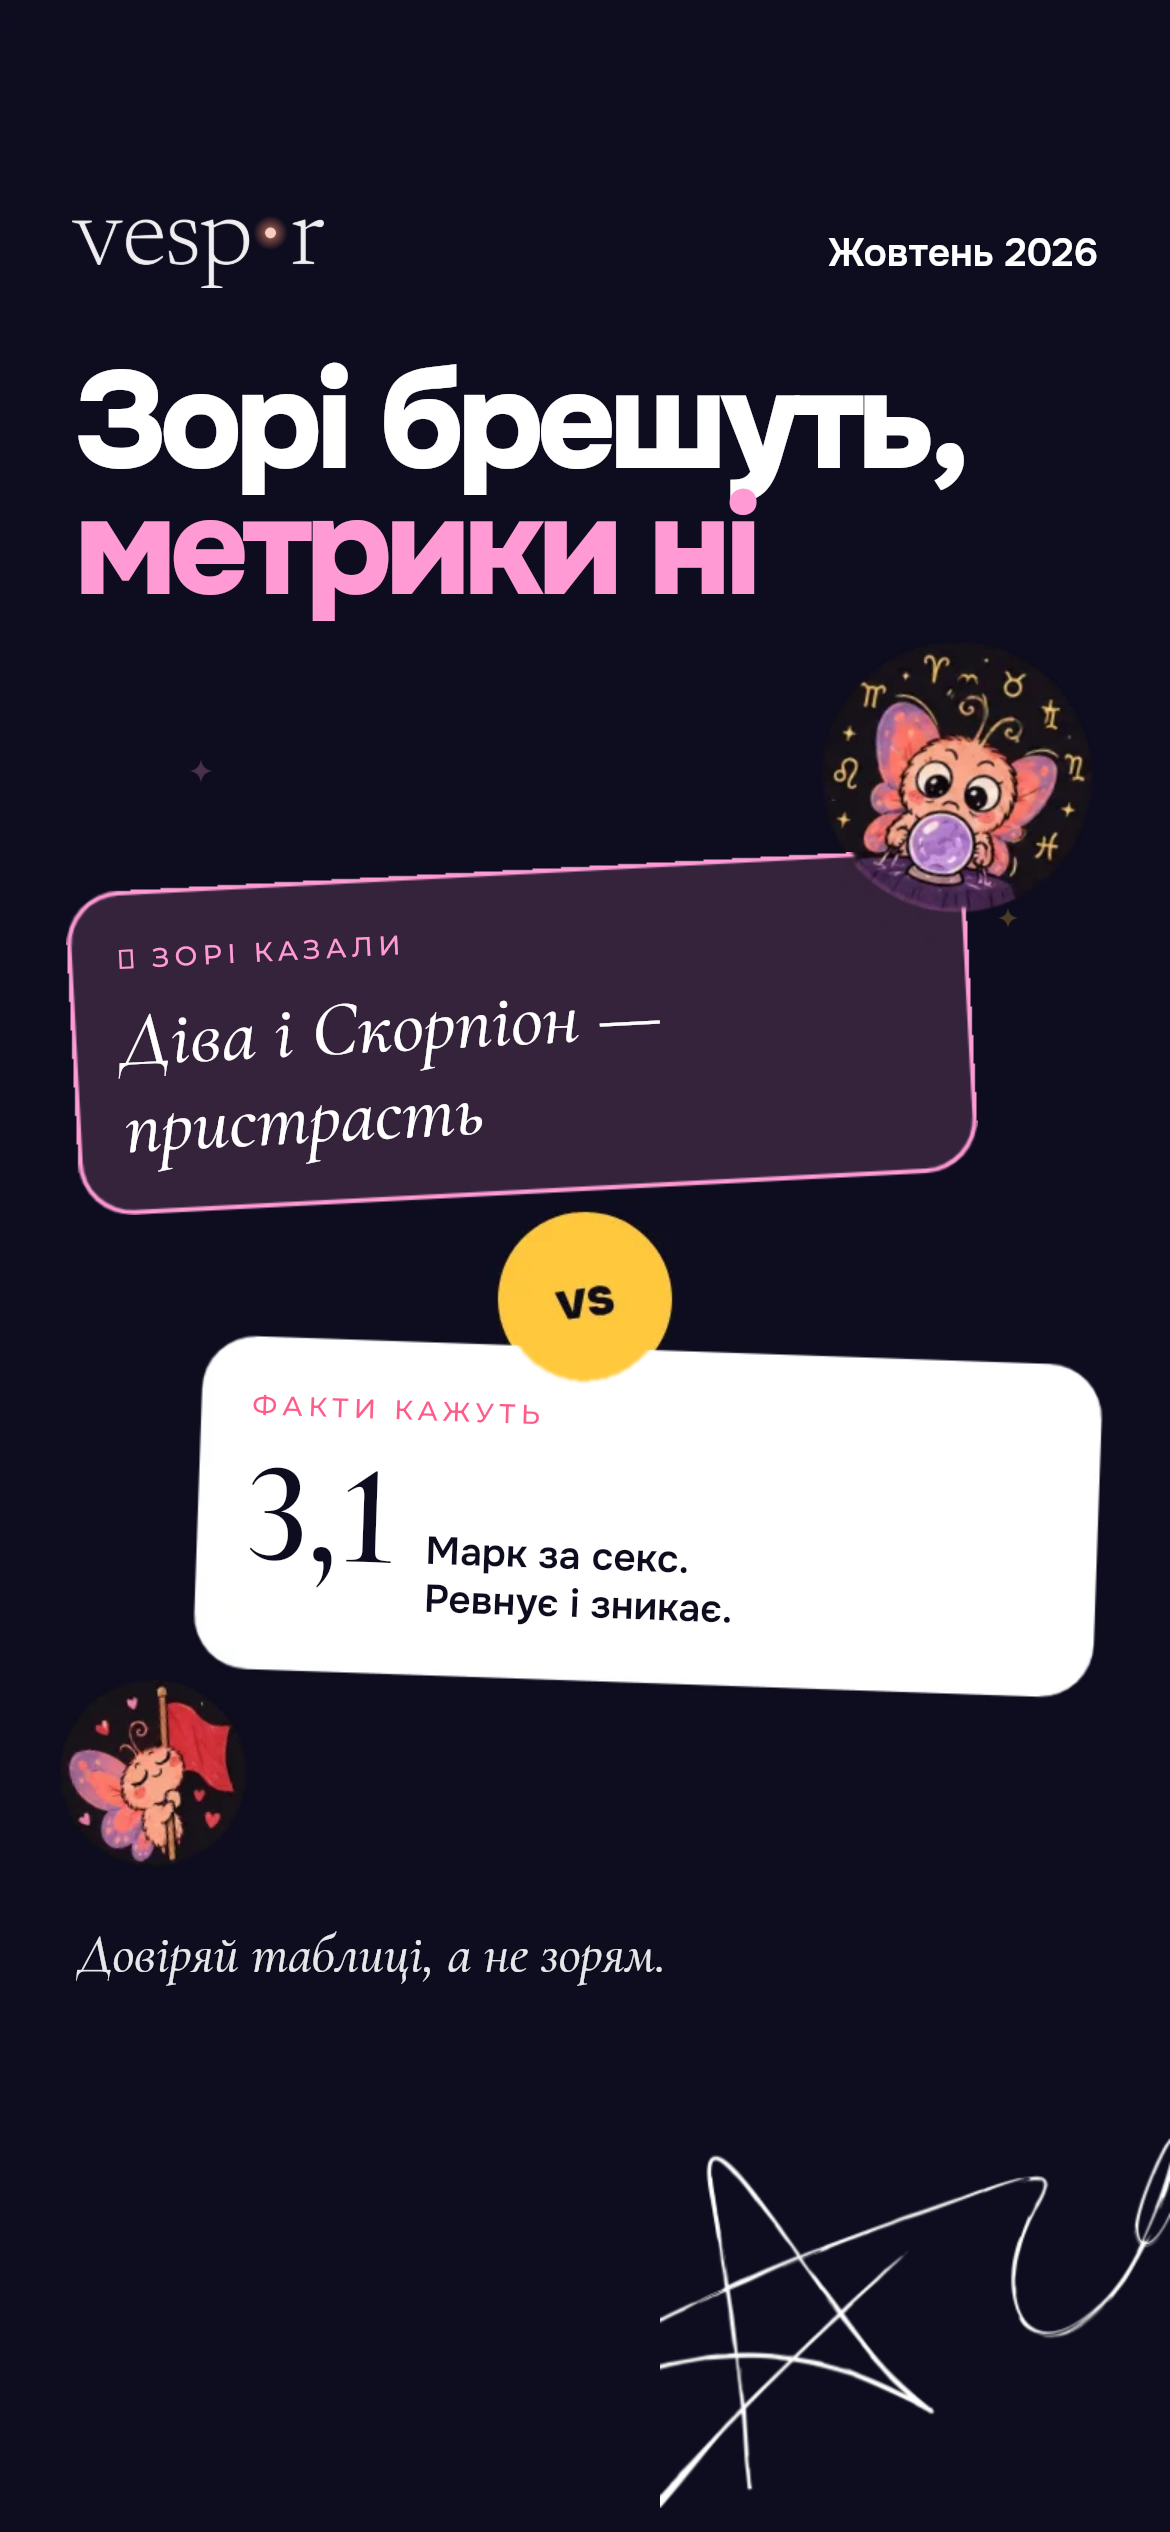 vesp•r
Жовтень 2026
Зорі брешуть,
метрики ні
ЗОРІ КАЗАЛИ
Діва і Скорпіон —
пристрасть
vs
ФАКТИ КАЖУТЬ
3,1
Марк за секс.
Ревнує і зникає.
Довіряй таблиці, а не зорям.